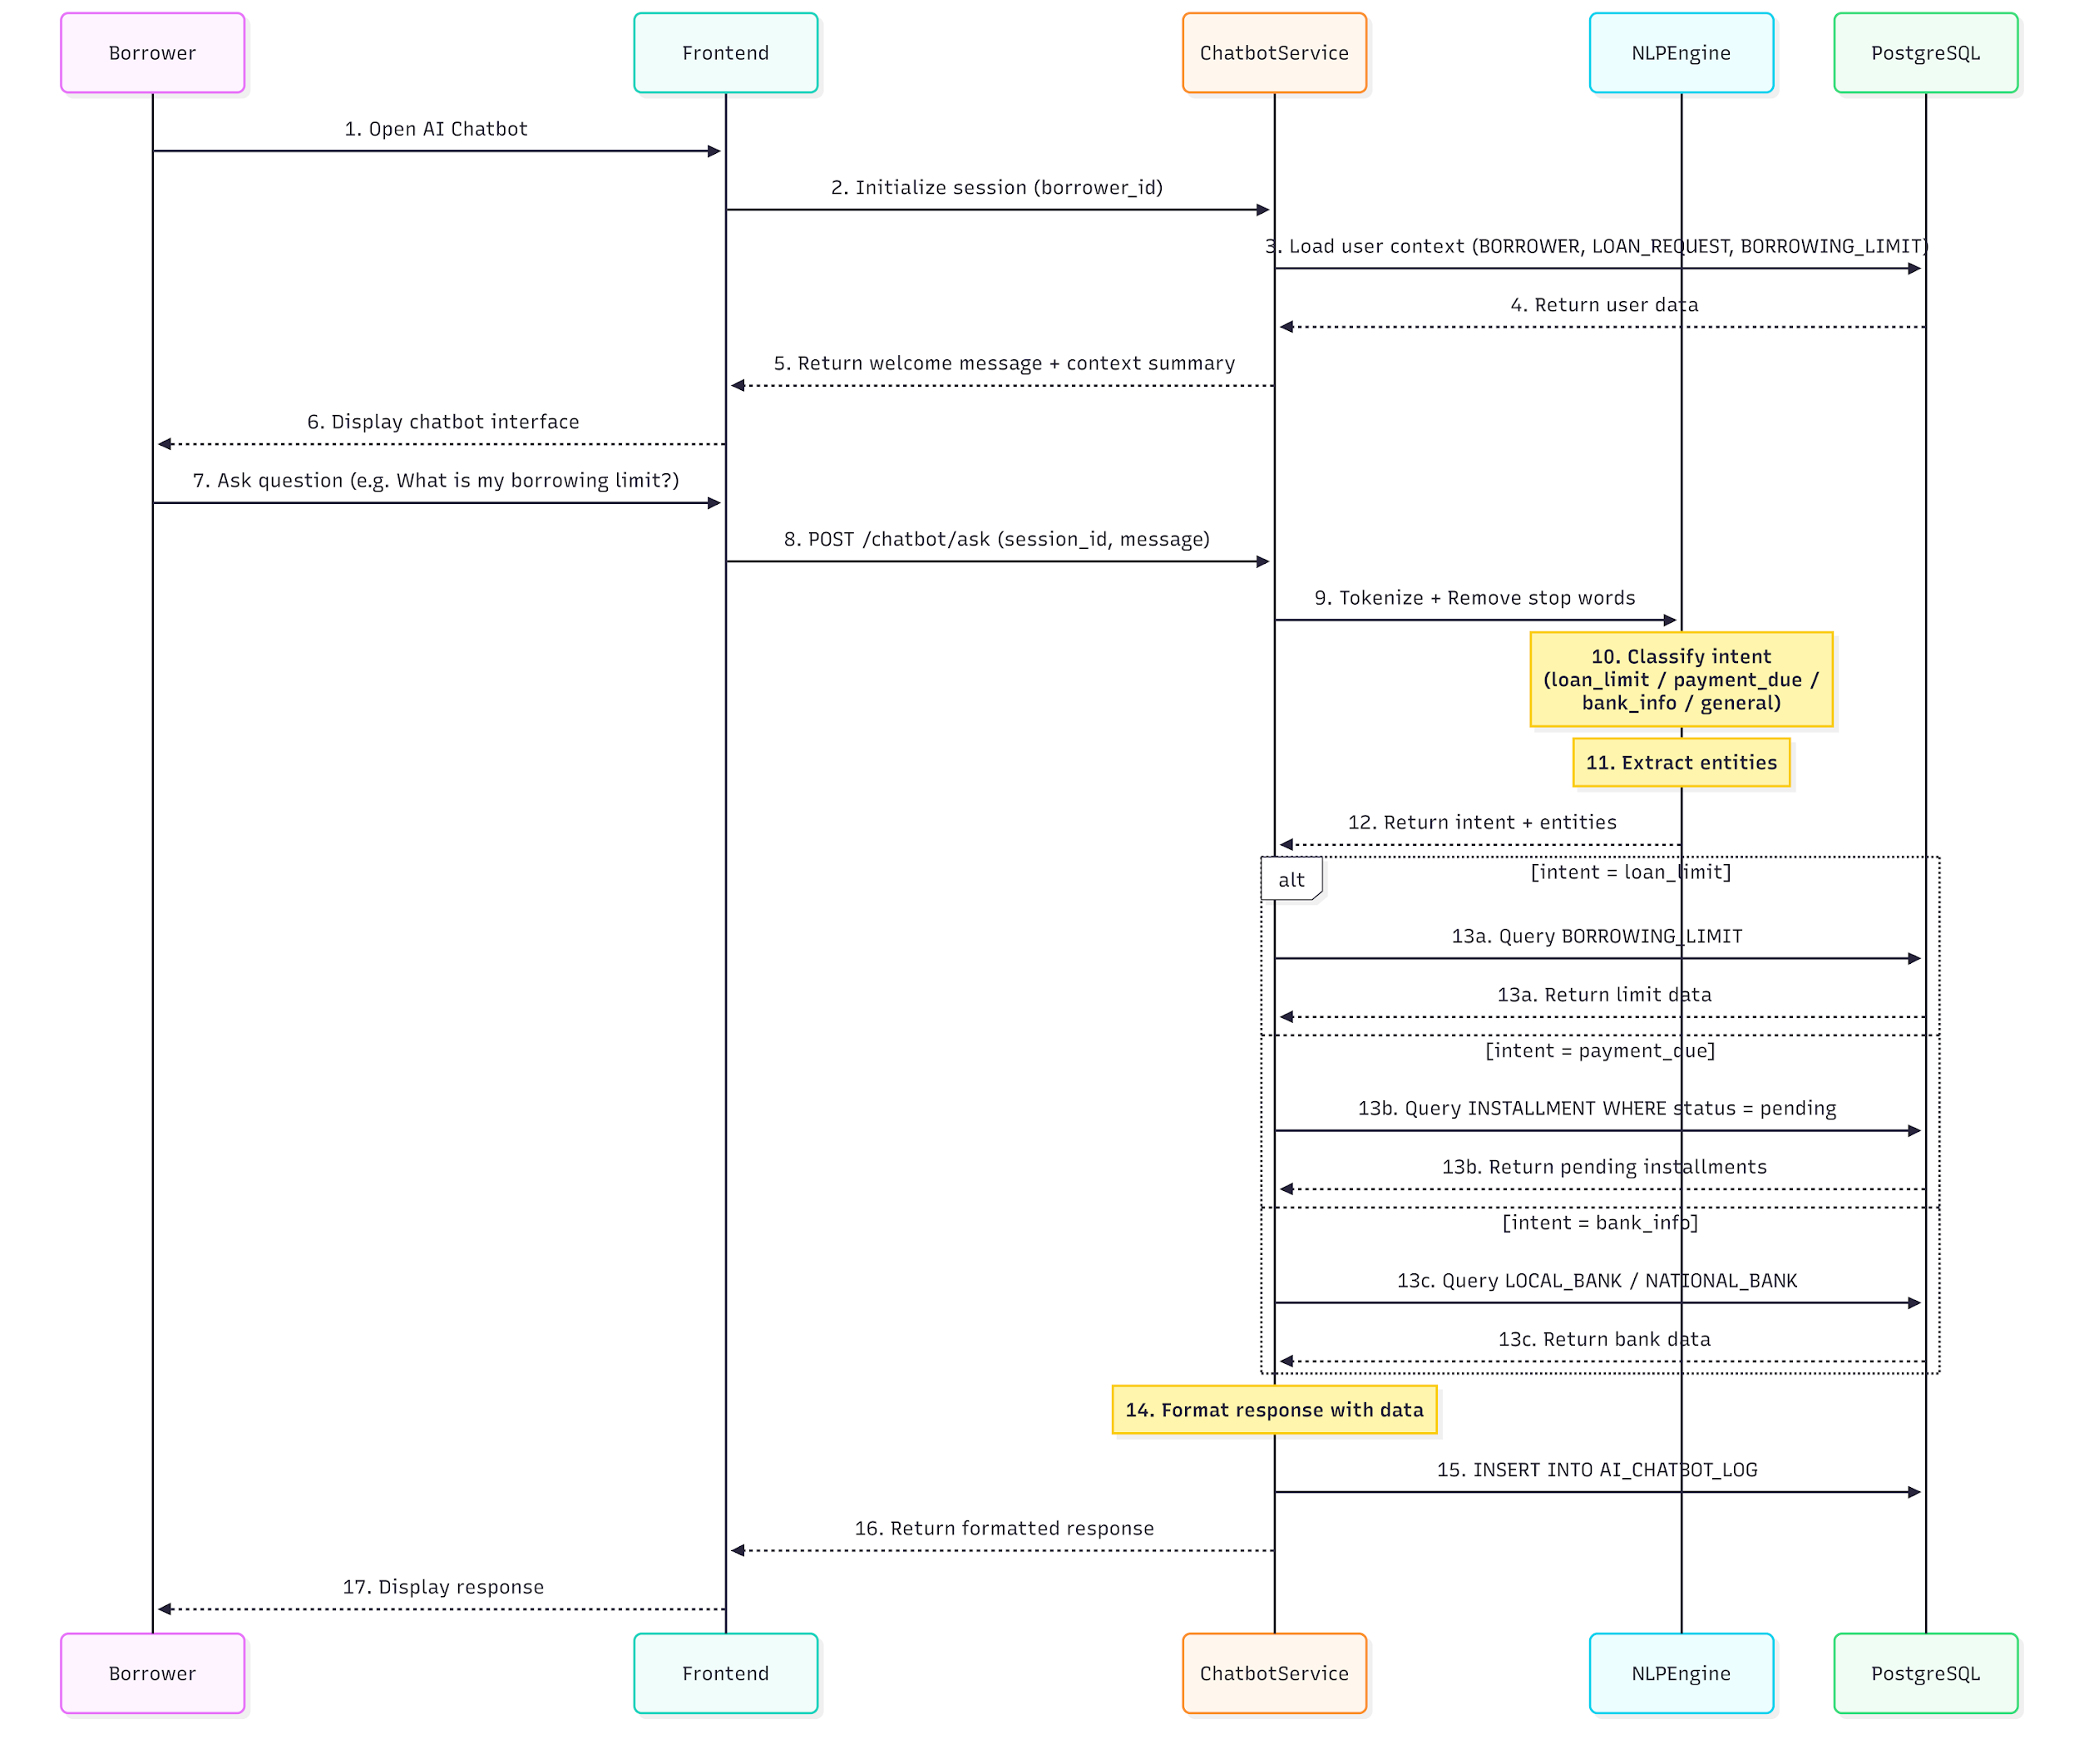 Borrower
Frontend
ChatbotService
NLPEngine
PostgreSQL
1. Open AI Chatbot
2. Initialize session (borrower_id)
3. Load user context (BORROWER, LOAN_REQUEST, BORROWING_LIMIT)
4. Return user data
5. Return welcome message + context summary
6. Display chatbot interface
7. Ask question (e.g. What is my borrowing limit?)
8. POST /chatbot/ask (session_id, message)
9. Tokenize + Remove stop words
10. Classify intent
(loan_limit / payment_due /
bank_info / general)
11. Extract entities
12. Return intent + entities
alt
[intent = loan_limit]
13a. Query BORROWING_LIMIT
13a. Return limit data
[intent = payment_due]
13b. Query INSTALLMENT WHERE status = pending
13b. Return pending installments
[intent = bank_info]
13c. Query LOCAL_BANK / NATIONAL_BANK
13c. Return bank data
14. Format response with data
15. INSERT INTO AI_CHATBOT_LOG
16. Return formatted response
17. Display response
Borrower
Frontend
ChatbotService
NLPEngine
PostgreSQL